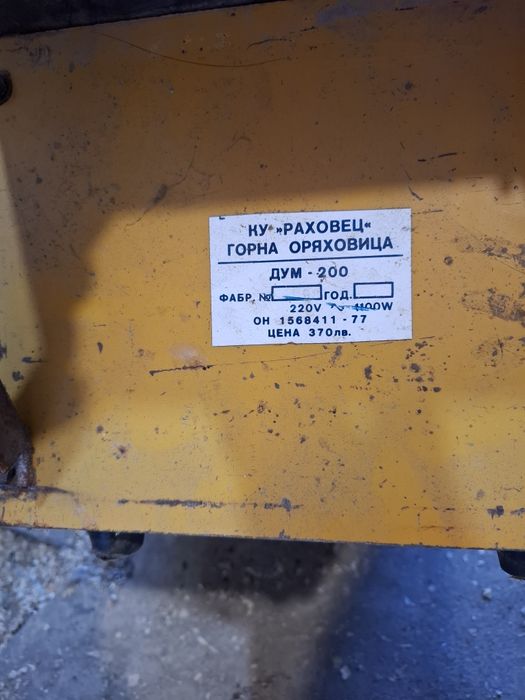 КУ »РАХОВЕЦ«
ГОРНА ОРЯХОВИЦА
ДУМ - 200
ФАБР. № ГОД.
220V ~ 1100W
ОН 1568411 - 77
ЦЕНА 370лв.